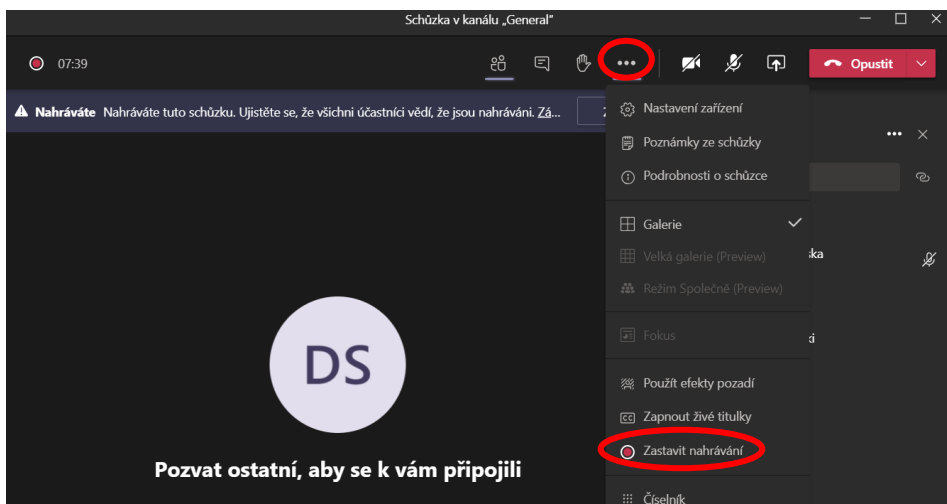 Schůzka v kanálu „General"
07:39
Opustit
Nahráváte Nahráváte tuto schůzku. Ujistěte se, že všichni účastníci vědí, že jsou nahráváni. Zá...
Nastavení zařízení
Poznámky ze schůzky
Podrobnosti o schůzce
Galerie
Velká galerie (Preview)
Režim Společně (Preview)
Fokus
Použít efekty pozadí
CC Zapnout živé titulky
Zastavit nahrávání
Číselník
DS
Pozvat ostatní, aby se k vám připojili